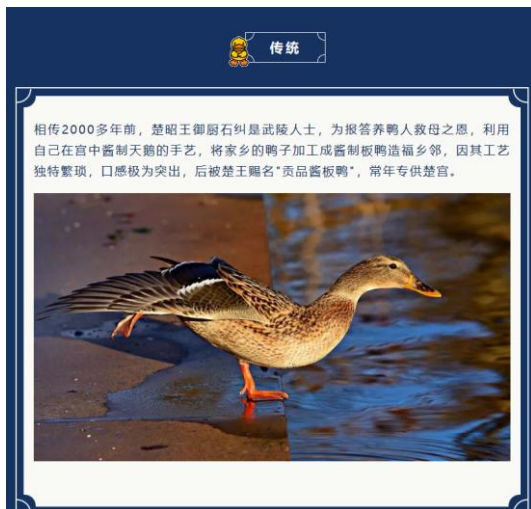 传统
相传2000多年前，楚昭王御厨石纠是武陵人士，为报答养鸭人救母之恩，利用
自己在宫中酱制天鹅的手艺，将家乡的鸭子加工成酱制板鸭造福乡邻，因其工艺
独特繁琐，口感极为突出，后被楚王赐名"贡品酱板鸭"，常年专供楚宫。